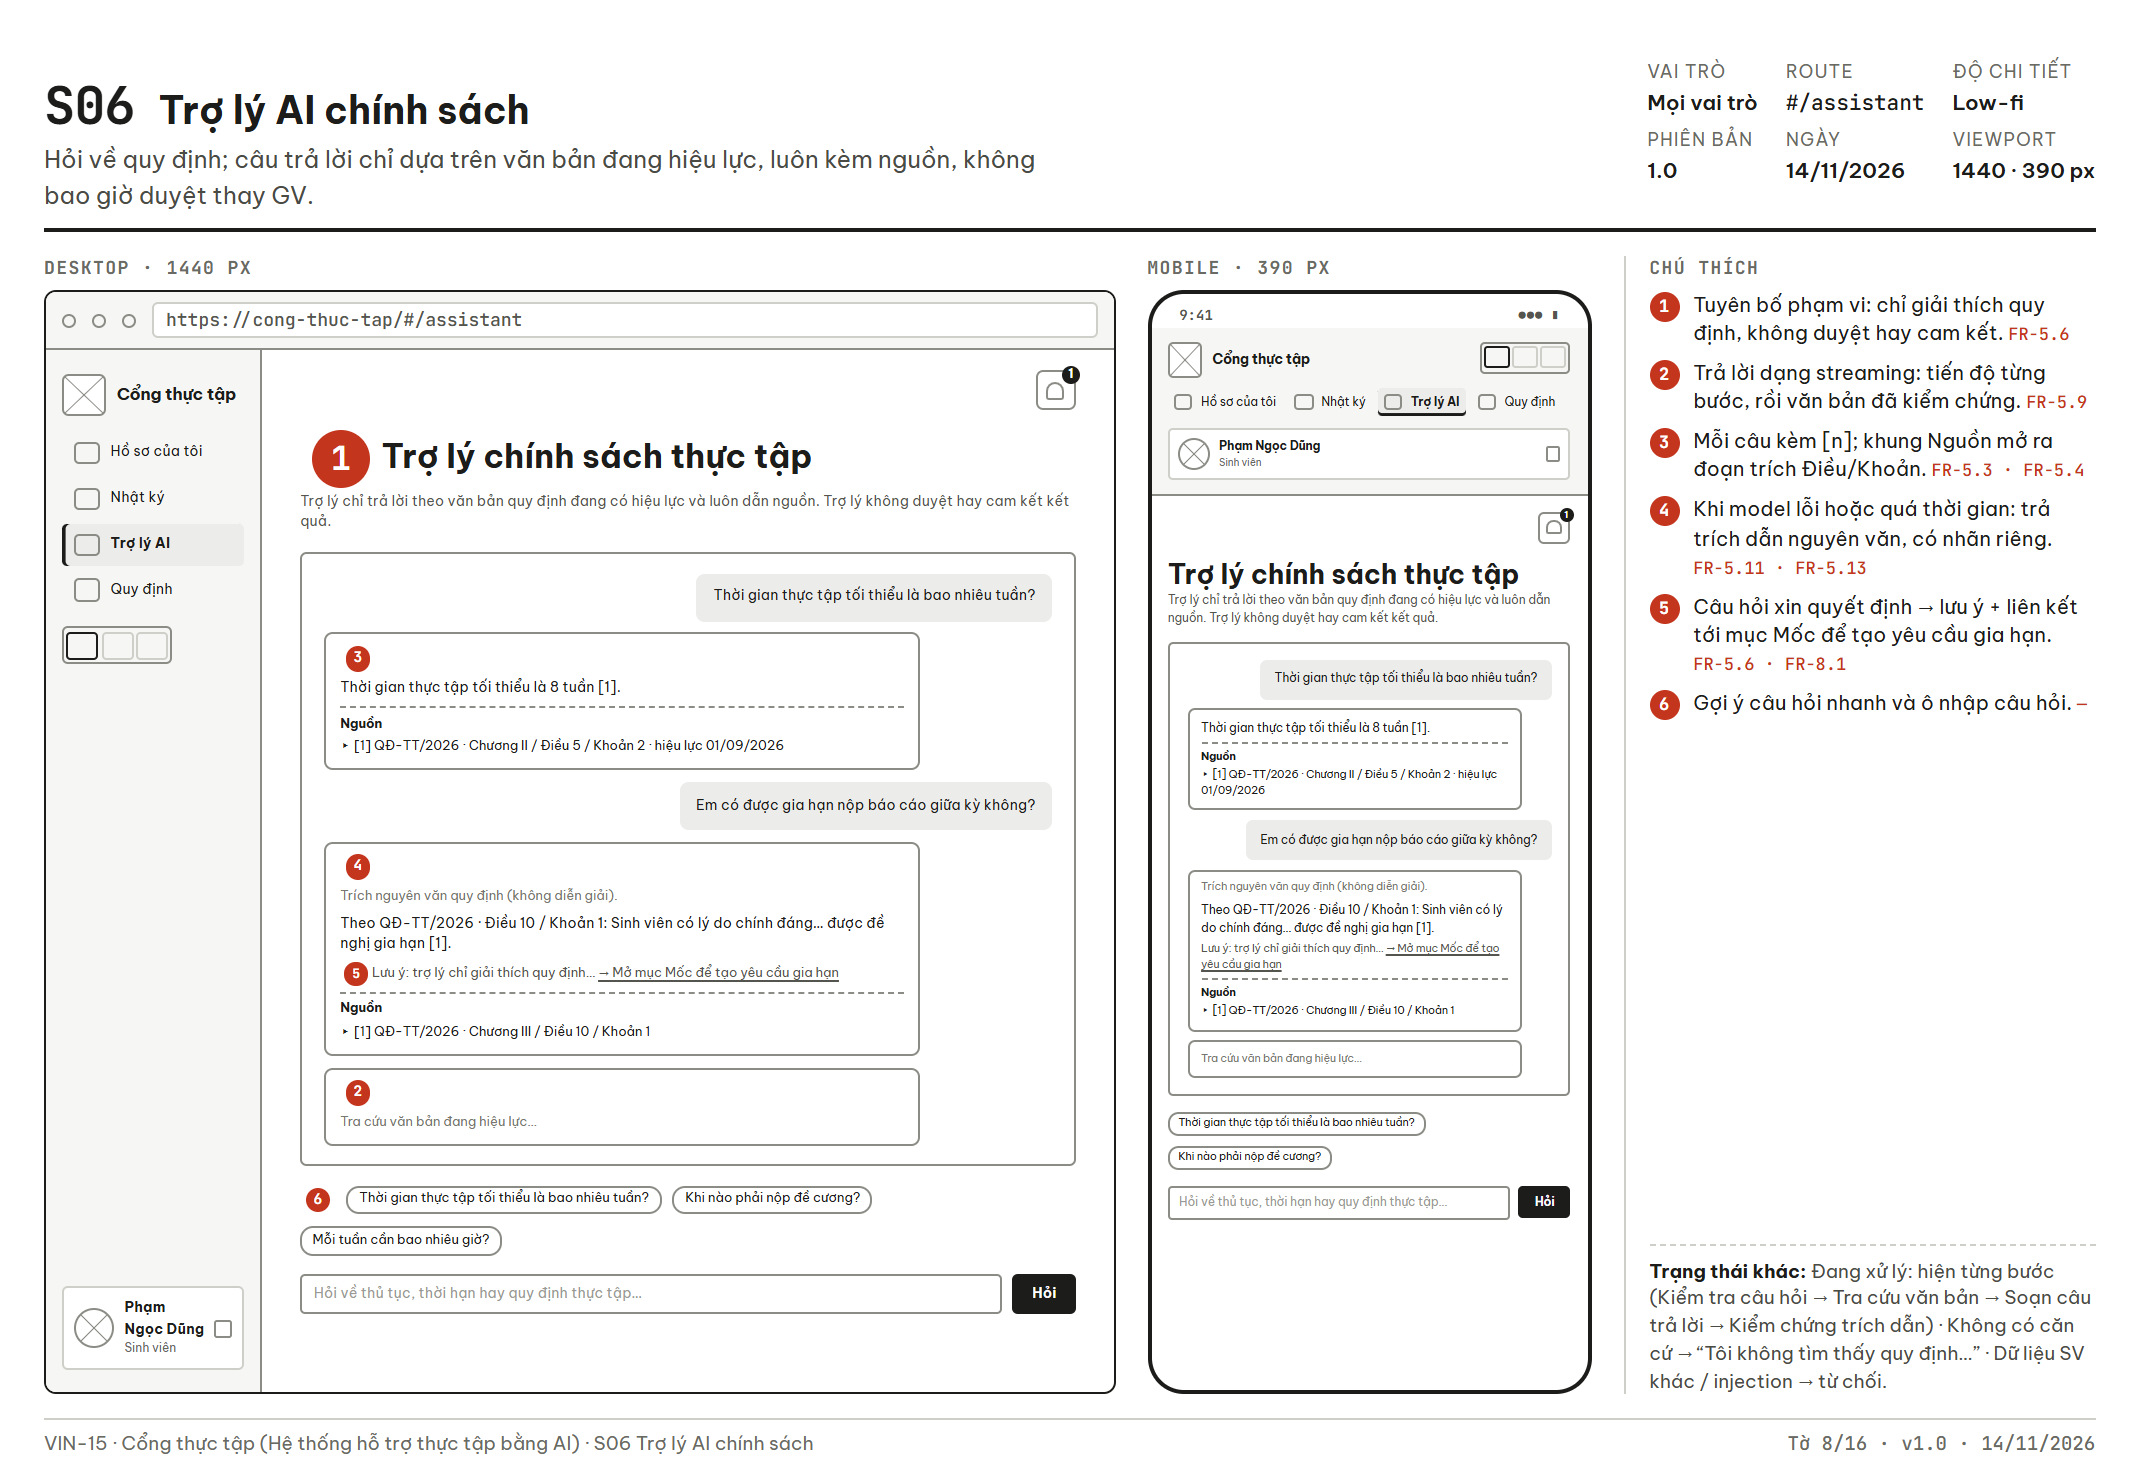 S06 Trợ lý AI chính sách
Hỏi về quy định; câu trả lời chỉ dựa trên văn bản đang hiệu lực, luôn kèm nguồn, không
bao giờ duyệt thay GV.
VAI TRÒ ROUTE ĐỘ CHI TIẾT
Mọi vai trò #/assistant Low-fi
PHIÊN BẢN NGÀY VIEWPORT
1.0 14/11/2026 1440 · 390 px
DESKTOP · 1440 PX
https://cong-thuc-tap/#/assistant
Cổng thực tập
Hồ sơ của tôi
Nhật ký
Trợ lý AI
Quy định
Phạm
Ngọc Dũng
Sinh viên
1
1 Trợ lý chính sách thực tập
Trợ lý chỉ trả lời theo văn bản quy định đang có hiệu lực và luôn dẫn nguồn. Trợ lý không duyệt hay cam kết kết
quả.
Thời gian thực tập tối thiểu là bao nhiêu tuần?
3
Thời gian thực tập tối thiểu là 8 tuần [1].
Nguồn
‣ [1] QĐ-TT/2026 · Chương II / Điều 5 / Khoản 2 · hiệu lực 01/09/2026
Em có được gia hạn nộp báo cáo giữa kỳ không?
4
Trích nguyên văn quy định (không diễn giải).
Theo QĐ-TT/2026 · Điều 10 / Khoản 1: Sinh viên có lý do chính đáng… được đề
nghị gia hạn [1].
5 Lưu ý: trợ lý chỉ giải thích quy định… → Mở mục Mốc để tạo yêu cầu gia hạn
Nguồn
‣ [1] QĐ-TT/2026 · Chương III / Điều 10 / Khoản 1
2
Tra cứu văn bản đang hiệu lực…
6 Thời gian thực tập tối thiểu là bao nhiêu tuần? Khi nào phải nộp đề cương?
Mỗi tuần cần bao nhiêu giờ?
Hỏi về thủ tục, thời hạn hay quy định thực tập… Hỏi
MOBILE · 390 PX
9:41
Cổng thực tập
Hồ sơ của tôi Nhật ký Trợ lý AI Quy định
Phạm Ngọc Dũng
Sinh viên
1
Trợ lý chính sách thực tập
Trợ lý chỉ trả lời theo văn bản quy định đang có hiệu lực và luôn dẫn
nguồn. Trợ lý không duyệt hay cam kết kết quả.
Thời gian thực tập tối thiểu là bao nhiêu tuần?
Thời gian thực tập tối thiểu là 8 tuần [1].
Nguồn
‣ [1] QĐ-TT/2026 · Chương II / Điều 5 / Khoản 2 · hiệu lực
01/09/2026
Em có được gia hạn nộp báo cáo giữa kỳ không?
Trích nguyên văn quy định (không diễn giải).
Theo QĐ-TT/2026 · Điều 10 / Khoản 1: Sinh viên có lý
do chính đáng… được đề nghị gia hạn [1].
Lưu ý: trợ lý chỉ giải thích quy định… → Mở mục Mốc để tạo
yêu cầu gia hạn
Nguồn
‣ [1] QĐ-TT/2026 · Chương III / Điều 10 / Khoản 1
Tra cứu văn bản đang hiệu lực…
Thời gian thực tập tối thiểu là bao nhiêu tuần?
Khi nào phải nộp đề cương?
Hỏi về thủ tục, thời hạn hay quy định thực tập… Hỏi
CHÚ THÍCH
1 Tuyên bố phạm vi: chỉ giải thích quy
định, không duyệt hay cam kết. FR-5.6
2 Trả lời dạng streaming: tiến độ từng
bước, rồi văn bản đã kiểm chứng. FR-5.9
3 Mỗi câu kèm [n]; khung Nguồn mở ra
đoạn trích Điều/Khoản. FR-5.3 · FR-5.4
4 Khi model lỗi hoặc quá thời gian: trả
trích dẫn nguyên văn, có nhãn riêng.
FR-5.11 · FR-5.13
5 Câu hỏi xin quyết định → lưu ý + liên kết
tới mục Mốc để tạo yêu cầu gia hạn.
FR-5.6 · FR-8.1
6 Gợi ý câu hỏi nhanh và ô nhập câu hỏi. —
Trạng thái khác: Đang xử lý: hiện từng bước
(Kiểm tra câu hỏi → Tra cứu văn bản → Soạn câu
trả lời → Kiểm chứng trích dẫn) · Không có căn
cứ → “Tôi không tìm thấy quy định…” · Dữ liệu SV
khác / injection → từ chối.
VIN-15 · Cổng thực tập (Hệ thống hỗ trợ thực tập bằng AI) · S06 Trợ lý AI chính sách
Tờ 8/16 · v1.0 · 14/11/2026